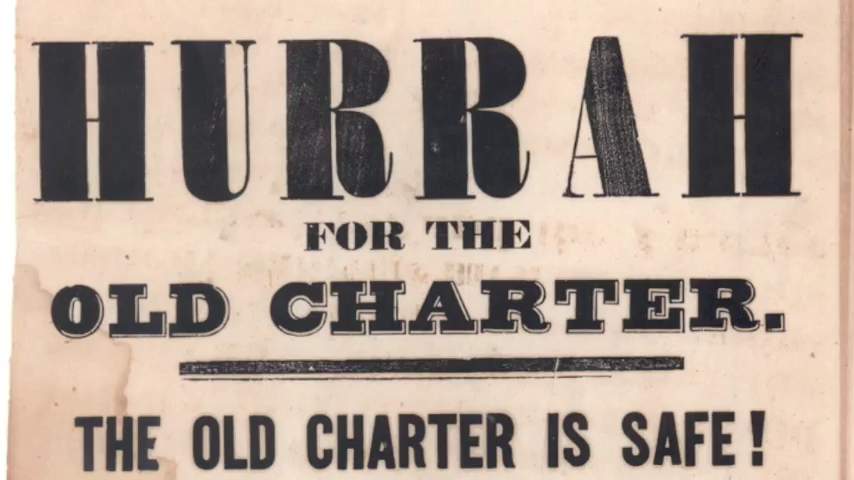 HURRAH
FOR THE
OLD CHARTER.
THE OLD CHARTER IS SAFE!